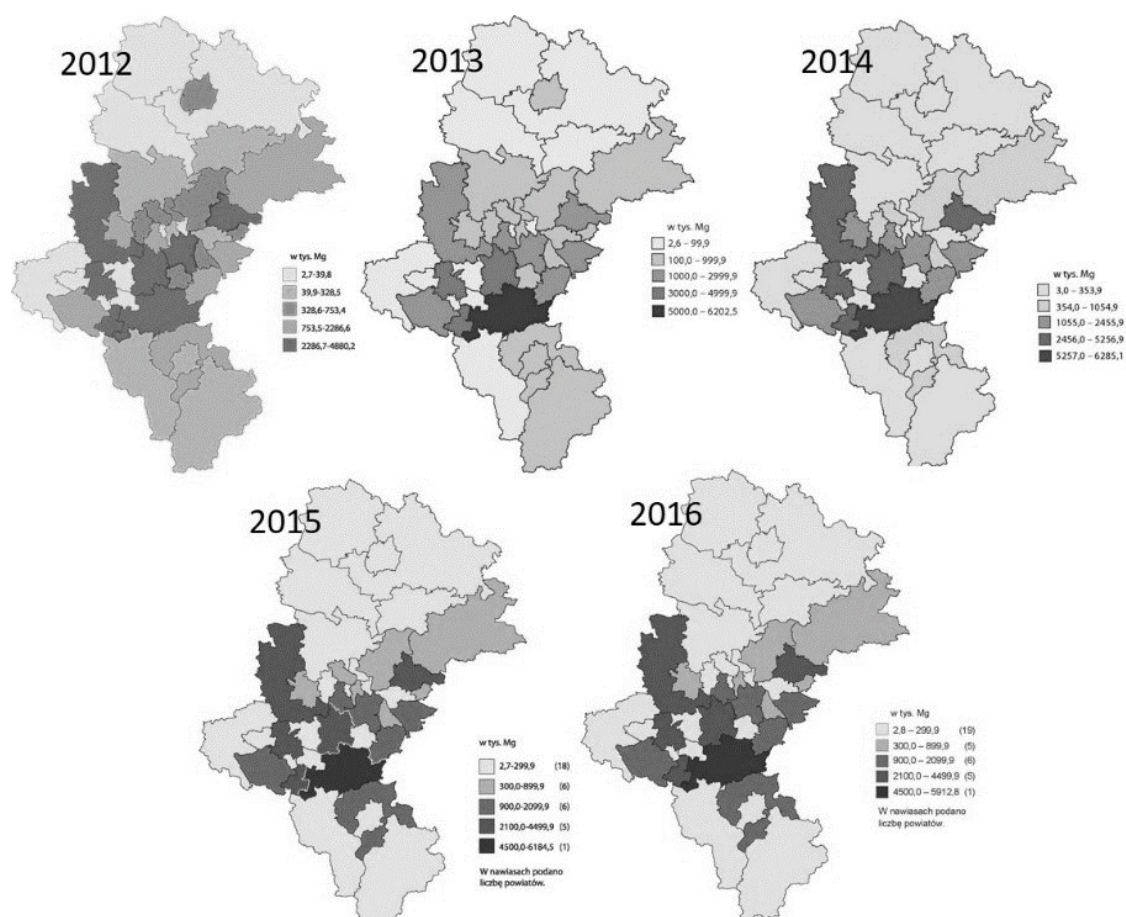 2012
w tys. Mg
2,7-39,8
39,9-328,5
328,6-753,4
753,5-2286,6
2286,7-4880,2
2013
w tys. Mg
2,6 – 99,9
100,0 – 999,9
1000,0 – 2999,9
3000,0 – 4999,9
5000,0 – 6202,5
2014
w tys. Mg
3,0 – 353,9
354,0 – 1054,9
1055,0 – 2455,9
2456,0 – 5256,9
5257,0 – 6285,1
2015
w tys. Mg
2,7-299,9 (18)
300,0-899,9 (6)
900,0-2099,9 (6)
2100,0-4499,9 (5)
4500,0-6184,5 (1)
W nawiasach podano
liczbę powiatów.
2016
w tys. Mg
2,8 – 299,9 (19)
300,0 – 899,9 (5)
900,0 – 2099,9 (6)
2100,0 – 4499,9 (5)
4500,0 – 5912,8 (1)
W nawiasach podano
liczbę powiatów.